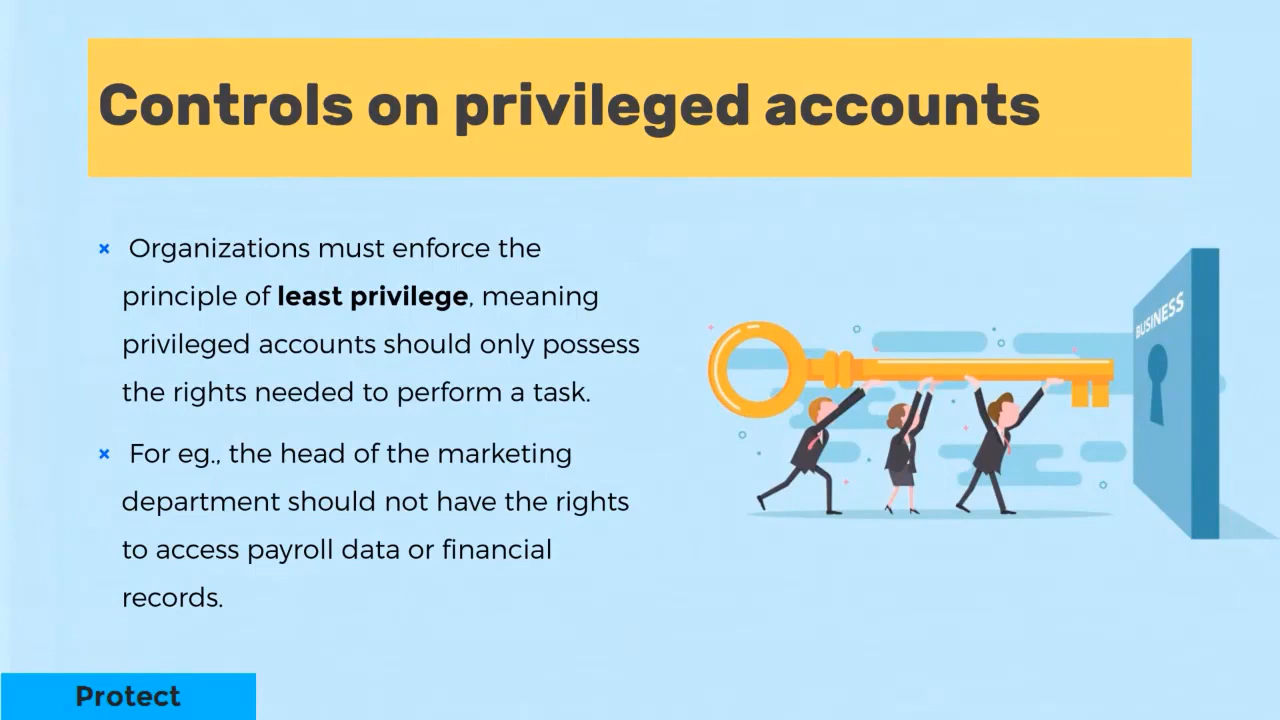 Controls on privileged accounts
× Organizations must enforce the
principle of least privilege, meaning
privileged accounts should only possess
the rights needed to perform a task.
× For eg., the head of the marketing
department should not have the rights
to access payroll data or financial
records.
BUSINESS
Protect